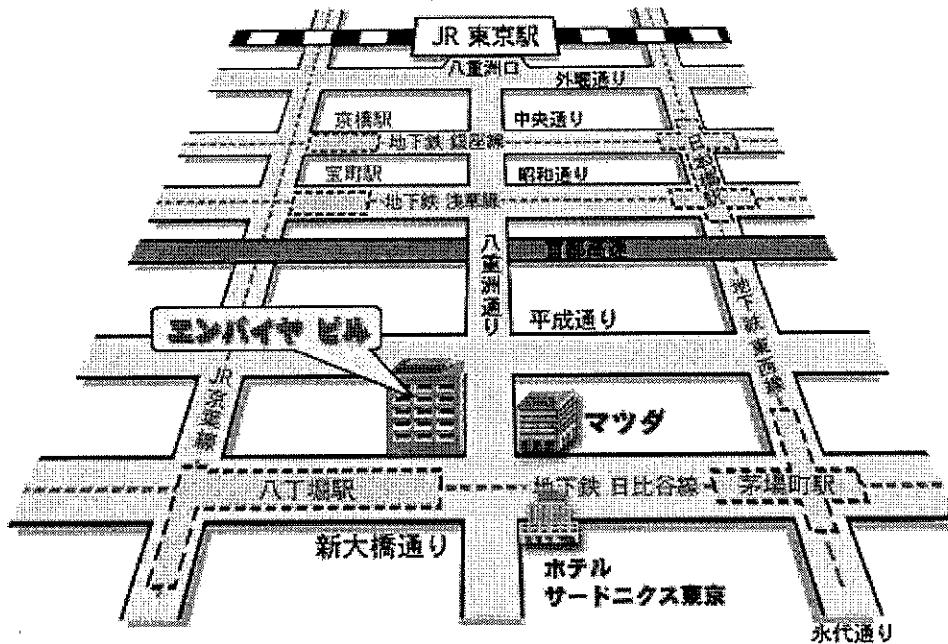 JR 東京駅
八重洲口
外堀通り
京橋駅
中央通り
地下鉄 銀座線
日本橋駅
宝町駅
昭和通り
地下鉄 浅草線
首都高速
八重洲通り
地下鉄 東西線
平成通り
エンパイヤ ビル
JR 京葉線
マツダ
八丁堀駅
地下鉄 日比谷線
茅場町駅
新大橋通り
ホテル
サードニクス東京
永代通り